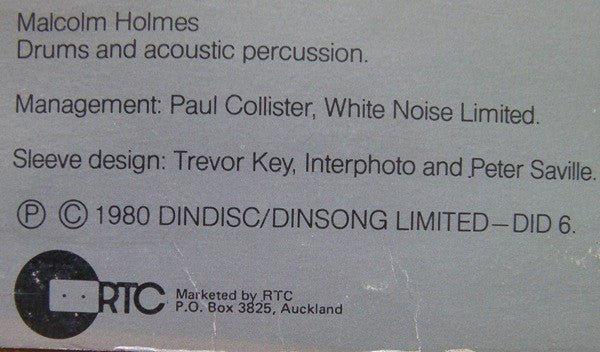 Malcolm Holmes
Drums and acoustic percussion.
Management: Paul Collister, White Noise Limited.
Sleeve design: Trevor Key, Interphoto and Peter Saville.
Ⓟ © 1980 DINDISC/DINSONG LIMITED—DID 6.
RTC Marketed by RTC
P.O. Box 3825, Auckland